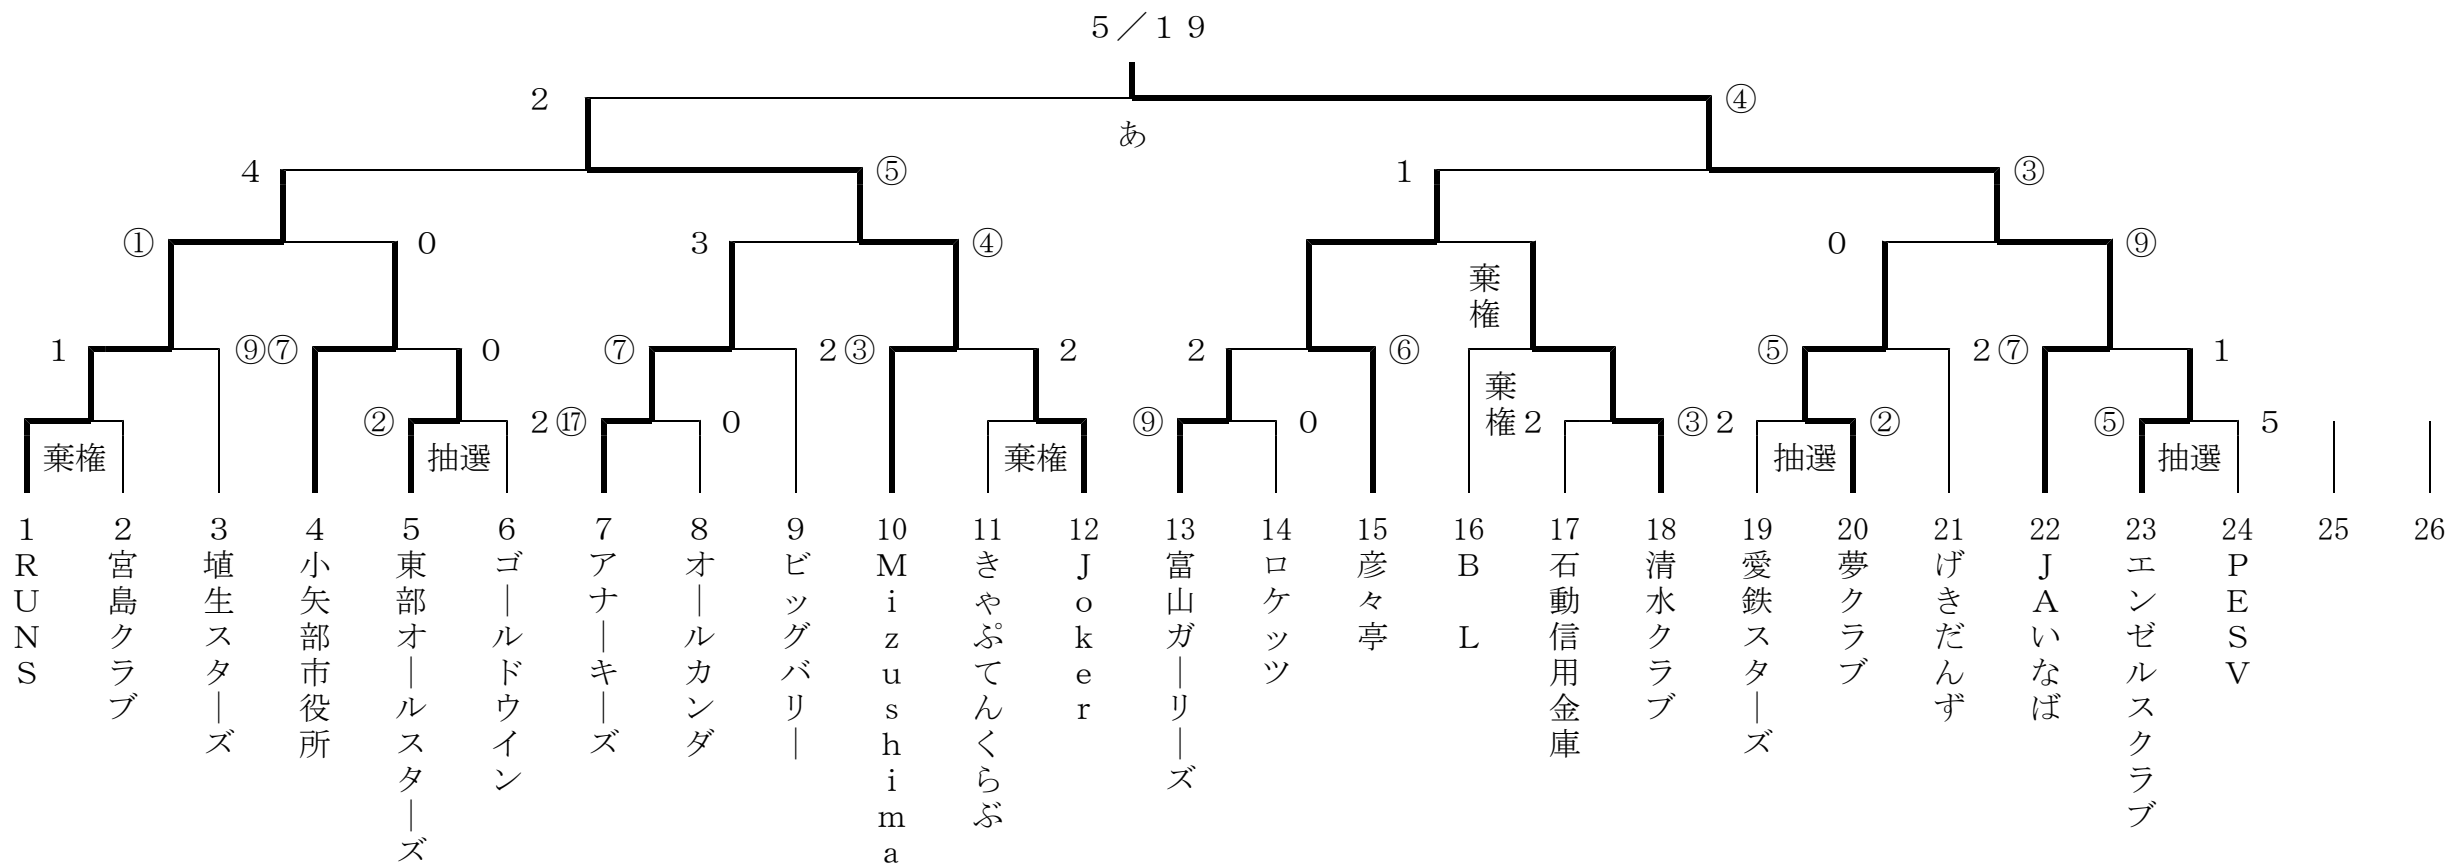 5／19
2 ④
あ
4 ⑤ 1 ③
① 0 3 ④ 0 ⑨
棄権
1 ⑨⑦ 0 ⑦ 2③ 2 2 ⑥ ⑤ 2⑦ 1
棄権
② 2⑰ 0 ⑨ 0 2 ③2 ② ⑤ 5
棄権 抽選 棄権 抽選 抽選
1 2 3 4 5 6 7 8 9 10 11 12 13 14 15 16 17 18 19 20 21 22 23 24 25 26
RUNS
宮島クラブ
埴生スターズ
小矢部市役所
東部オールスターズ
ゴールドウイン
アナーキーズ
オールカンダ
ビッグバリー
Mizushima
きゃぷてんくらぶ
Joker
富山ガーリーズ
ロケッツ
彦々亭
B L
石動信用金庫
清水クラブ
愛鉄スターズ
夢クラブ
げきだんず
JAいなば
エンゼルスクラブ
PESV